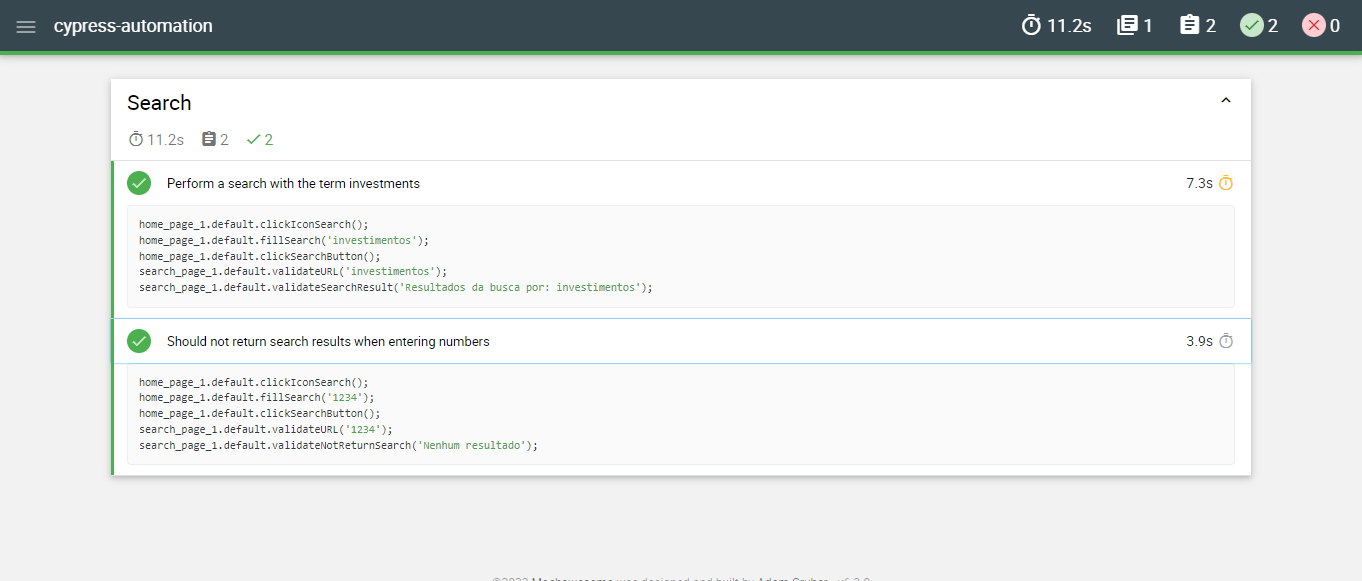 cypress-automation 11.2s 1 2 2 0
Search
11.2s 2 2
Perform a search with the term investments 7.3s
home_page_1.default.clickIconSearch();
home_page_1.default.fillSearch('investimentos');
home_page_1.default.clickSearchButton();
search_page_1.default.validateURL('investimentos');
search_page_1.default.validateSearchResult('Resultados da busca por: investimentos');
Should not return search results when entering numbers 3.9s
home_page_1.default.clickIconSearch();
home_page_1.default.fillSearch('1234');
home_page_1.default.clickSearchButton();
search_page_1.default.validateURL('1234');
search_page_1.default.validateNotReturnSearch('Nenhum resultado');